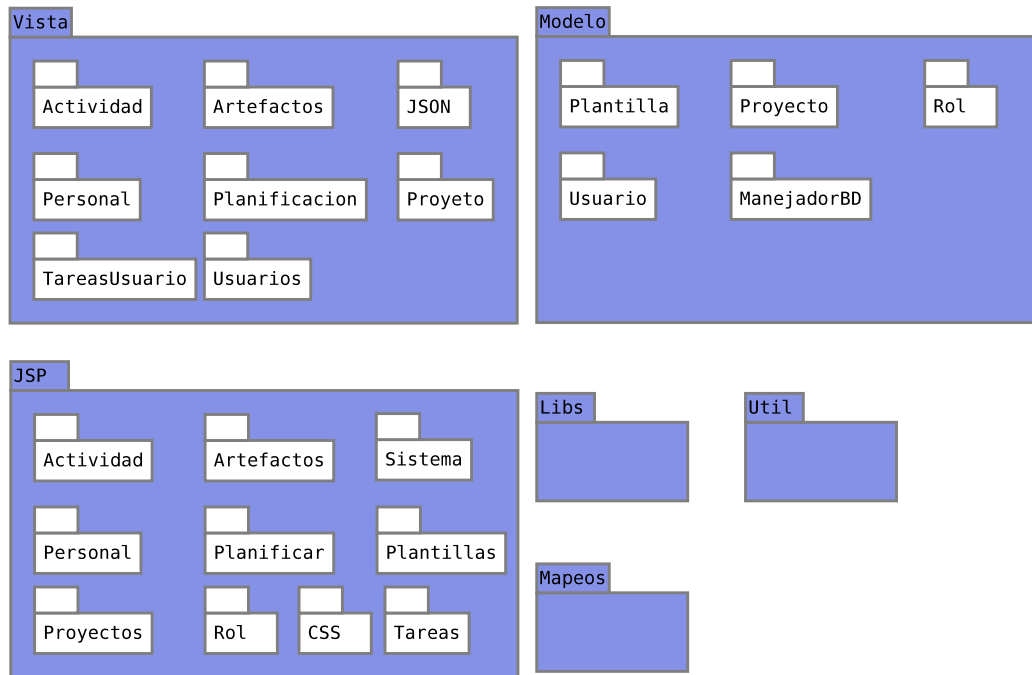 Vista
Actividad
Artefactos
JSON
Personal
Planificacion
Proyeto
TareasUsuario
Usuarios
Modelo
Plantilla
Proyecto
Rol
Usuario
ManejadorBD
JSP
Actividad
Artefactos
Sistema
Personal
Planificar
Plantillas
Proyectos
Rol
CSS
Tareas
Libs
Util
Mapeos